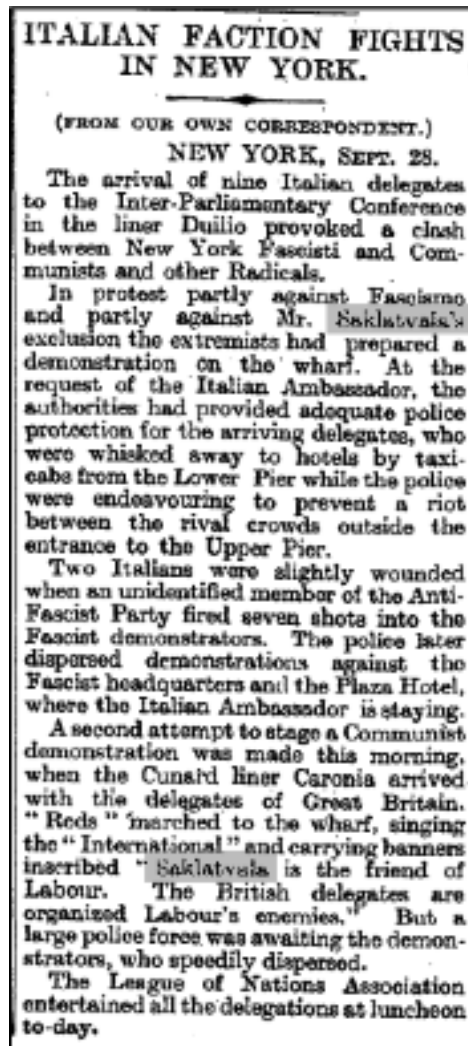 ITALIAN FACTION FIGHTS
IN NEW YORK.
(FROM OUR OWN CORRESPONDENT.)
NEW YORK, SEPT. 28.
The arrival of nine Italian delegates
to the Inter-Parliamentary Conference
in the liner Duilio provoked a clash
between New York Fascisti and Com-
munists and other Radicals.
In protest partly against Fascismo
and partly against Mr. Saklatvala's
exclusion the extremists had prepared a
demonstration on the wharf. At the
request of the Italian Ambassador, the
authorities had provided adequate police
protection for the arriving delegates, who
were whisked away to hotels by taxi-
cabs from the Lower Pier while the police
were endeavouring to prevent a riot
between the rival crowds outside the
entrance to the Upper Pier.
Two Italians were slightly wounded
when an unidentified member of the Anti-
Fascist Party fired seven shots into the
Fascist demonstrators. The police later
dispersed demonstrations against the
Fascist headquarters and the Plaza Hotel,
where the Italian Ambassador is staying.
A second attempt to stage a Communist
demonstration was made this morning,
when the Cunard liner Caronia arrived
with the delegates of Great Britain.
"Reds" marched to the wharf, singing
the "International" and carrying banners
inscribed "Saklatvala is the friend of
Labour. The British delegates are
organized Labour's enemies." But a
large police force was awaiting the demon-
strators, who speedily dispersed.
The League of Nations Association
entertained all the delegations at luncheon
to-day.